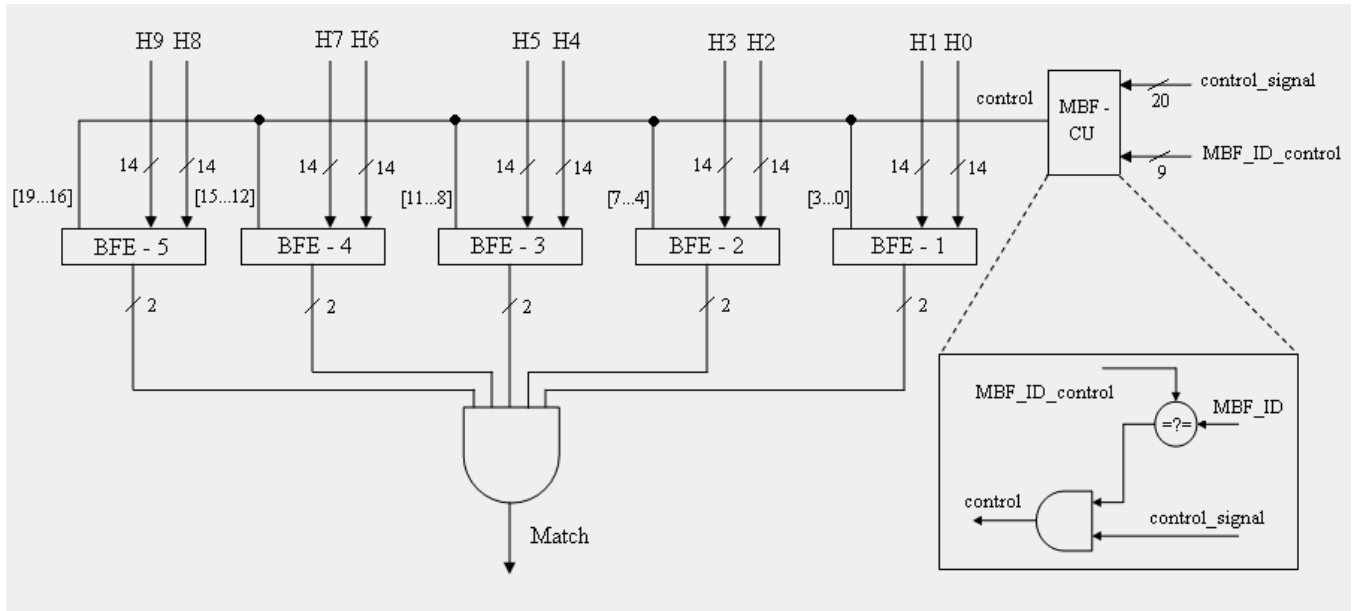 H9 H8 H7 H6 H5 H4 H3 H2 H1 H0
control
MBF -
CU
control_signal
20
MBF_ID_control
9
14 14 14 14 14 14 14 14 14 14
[19...16] [15...12] [11...8] [7...4] [3...0]
BFE - 5 BFE - 4 BFE - 3 BFE - 2 BFE - 1
2 2 2 2 2
Match
MBF_ID_control
MBF_ID
=?=
control
control_signal